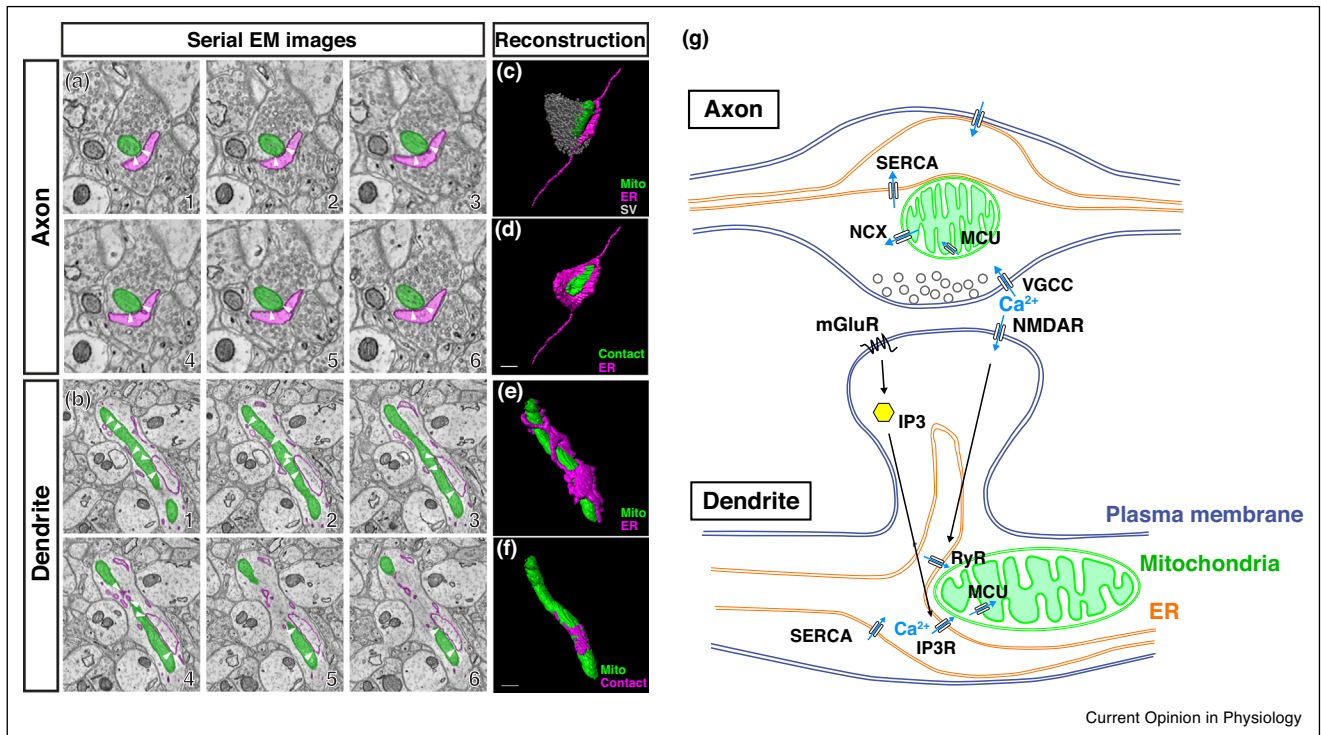 Serial EM images
Reconstruction
Axon
(a)
1
2
3
4
5
6
(c)
Mito
ER
SV
(d)
Contact
ER
Dendrite
(b)
1
2
3
4
5
6
(e)
Mito
ER
(f)
Mito
Contact
(g)
Axon
SERCA
NCX
MCU
VGCC
Ca2+
mGluR
NMDAR
IP3
Dendrite
Plasma membrane
RyR
Mitochondria
MCU
ER
SERCA
Ca2+
IP3R
Current Opinion in Physiology